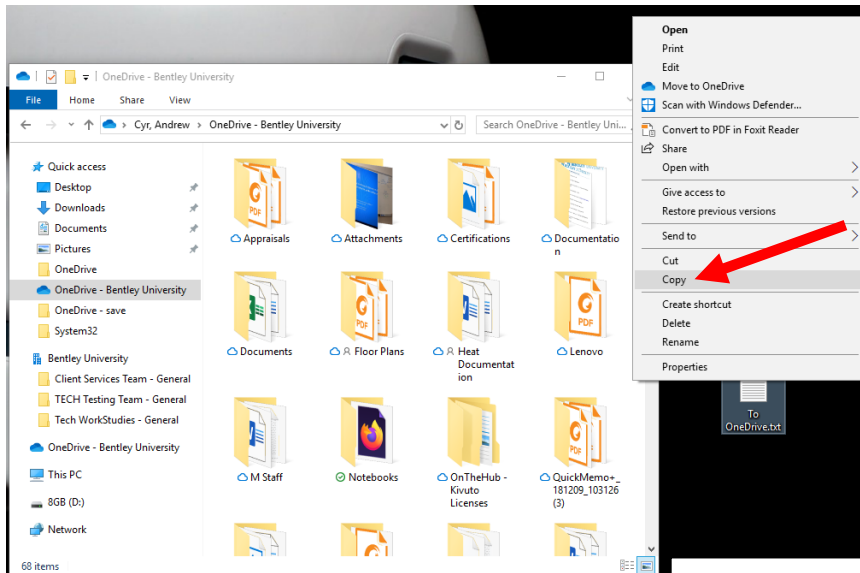 OneDrive - Bentley University
File Home Share View
Cyr, Andrew > OneDrive - Bentley University
Search OneDrive - Bentley Uni...
Quick access
Desktop
Downloads
Documents
Pictures
OneDrive
OneDrive - Bentley University
OneDrive - save
System32
Bentley University
Client Services Team - General
TECH Testing Team - General
Tech WorkStudies - General
OneDrive - Bentley University
This PC
8GB (D:)
Network
68 items
Appraisals
Attachments
Certifications
Documentatio
n
Documents
Floor Plans
Heat
Documentat
ion
Lenovo
M Staff
Notebooks
OnTheHub -
Kivuto
Licenses
QuickMemo+_
181209_103126
(3)
PDF
PDF
PDF
PDF
Open
Print
Edit
Move to OneDrive
Scan with Windows Defender...
Convert to PDF in Foxit Reader
Share
Open with
Give access to
Restore previous versions
Send to
Cut
Copy
Create shortcut
Delete
Rename
Properties
To
OneDrive.txt